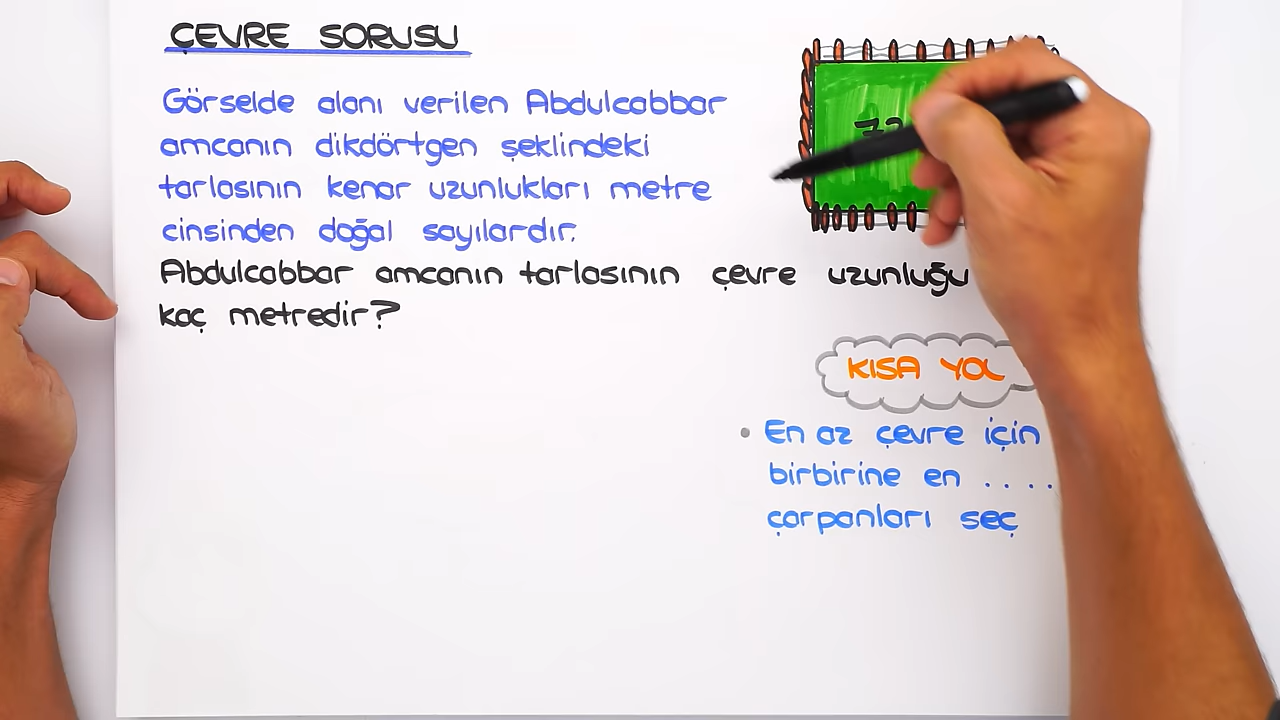 ÇEVRE SORUSU
Görselde alanı verilen Abdulcabbar
amcanın dikdörtgen şeklindeki
tarlasının kenar uzunlukları metre
cinsinden doğal sayılardır.
Abdulcabbar amcanın tarlasının çevre uzunluğu
kaç metredir?
KISA YOL
• En az çevre için
birbirine en ....
çarpanları seç